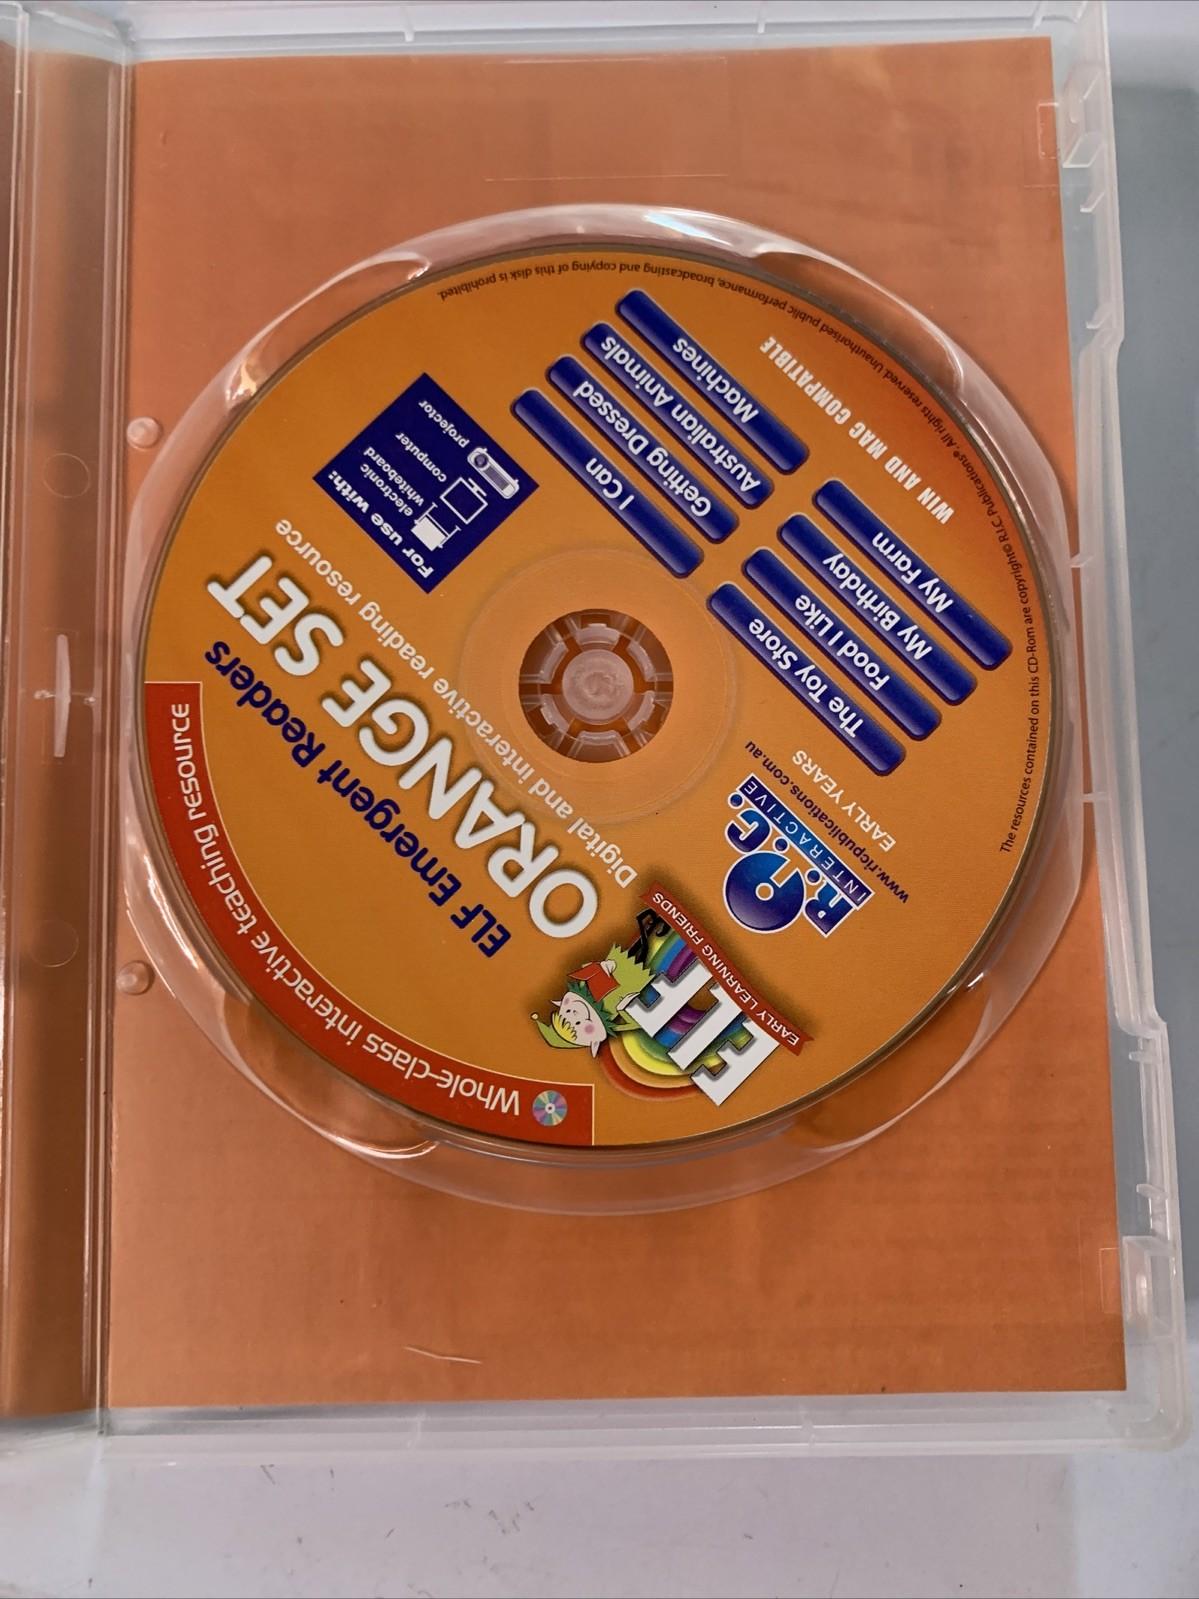 Whole-class interactive teaching resource
ELF
EARLY LEARNING FRIENDS
ELF Emergent Readers
ORANGE SET
Digital and interactive reading resource
For use with:
electronic
whiteboard
computer
projector
R.I.C.
INTERACTIVE
www.ricpublications.com.au
EARLY YEARS
The Toy Store
Food I Like
My Birthday
My Farm
I Can
Getting Dressed
Australian Animals
Machines
WIN AND MAC COMPATIBLE
The resources contained on this CD-Rom are copyright© R.I.C. Publications®. All rights reserved. Unauthorised public performance, broadcasting and copying of this disk is prohibited.